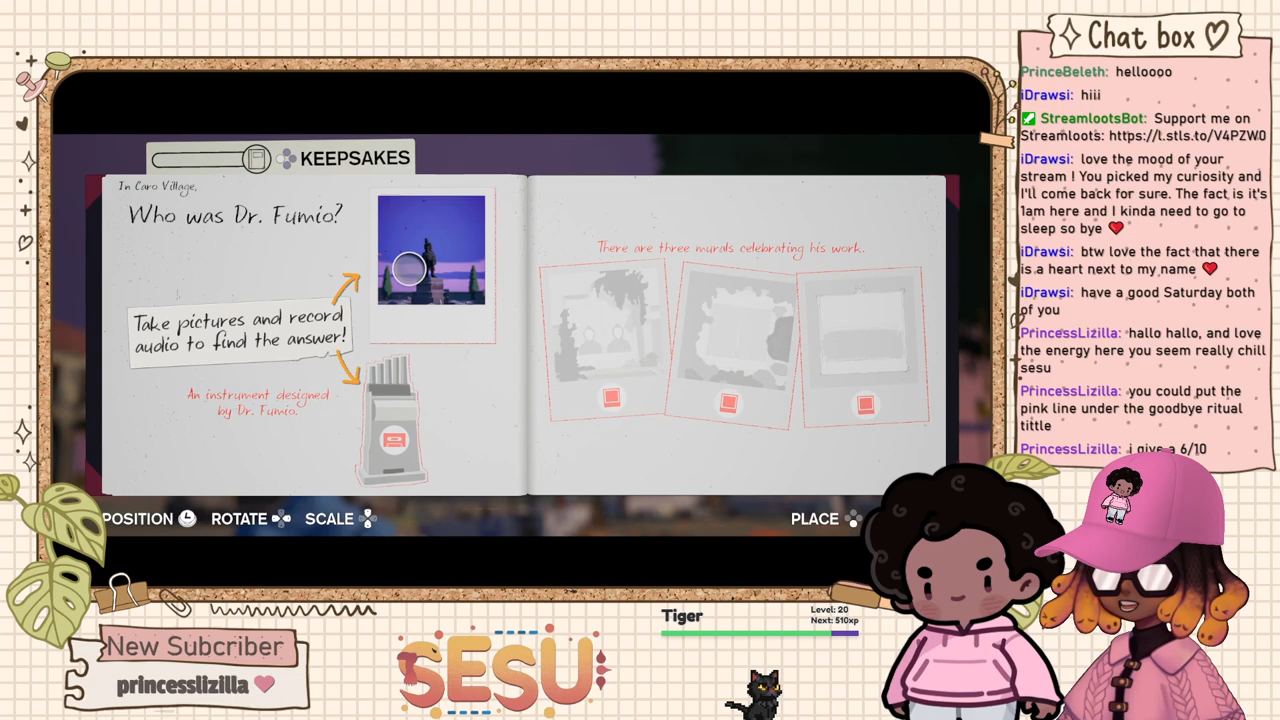 Chat box
PrinceBeleth: helloooo
iDrawsi: hiii
StreamlootsBot: Support me on
Streamloots: https://t.stls.to/V4PZW0
iDrawsi: love the mood of your
stream ! You picked my curiosity and
I'll come back for sure. The fact is it's
1am here and I kinda need to go to
sleep so bye
iDrawsi: btw love the fact that there
is a heart next to my name
iDrawsi: have a good Saturday both
of you
PrincessLizilla: hallo hallo, and love
the energy here you seem really chill
sesu
PrincessLizilla: you could put the
pink line under the goodbye ritual
tittle
PrincessLizilla: i give a 6/10
KEEPSAKES
In Caro Village,
Who was Dr. Fumio?
Take pictures and record
audio to find the answer!
An instrument designed
by Dr. Fumio.
There are three murals celebrating his work.
POSITION
ROTATE
SCALE
PLACE
New Subcriber
princesslizilla
SESU
Tiger
Level: 20
Next: 510xp